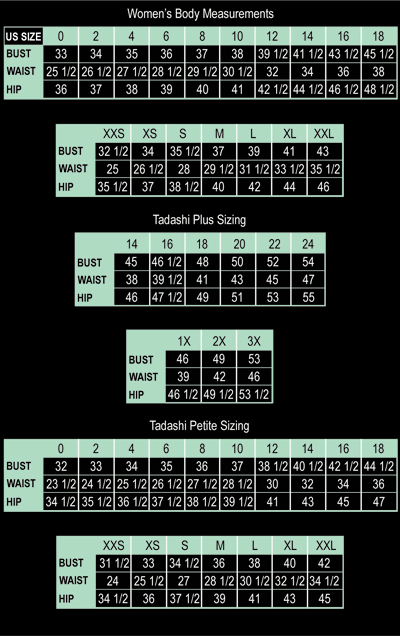 Women's Body Measurements
US SIZE 0 2 4 6 8 10 12 14 16 18
BUST 33 34 35 36 37 38 39 1/2 41 1/2 43 1/2 45 1/2
WAIST 25 1/2 26 1/2 27 1/2 28 1/2 29 1/2 30 1/2 32 34 36 38
HIP 36 37 38 39 40 41 42 1/2 44 1/2 46 1/2 48 1/2
XXS XS S M L XL XXL
BUST 32 1/2 34 35 1/2 37 39 41 43
WAIST 25 26 1/2 28 29 1/2 31 1/2 33 1/2 35 1/2
HIP 35 1/2 37 38 1/2 40 42 44 46
Tadashi Plus Sizing
14 16 18 20 22 24
BUST 45 46 1/2 48 50 52 54
WAIST 38 39 1/2 41 43 45 47
HIP 46 47 1/2 49 51 53 55
1X 2X 3X
BUST 46 49 53
WAIST 39 42 46
HIP 46 1/2 49 1/2 53 1/2
Tadashi Petite Sizing
0 2 4 6 8 10 12 14 16 18
BUST 32 33 34 35 36 37 38 1/2 40 1/2 42 1/2 44 1/2
WAIST 23 1/2 24 1/2 25 1/2 26 1/2 27 1/2 28 1/2 30 32 34 36
HIP 34 1/2 35 1/2 36 1/2 37 1/2 38 1/2 39 1/2 41 43 45 47
XXS XS S M L XL XXL
BUST 31 1/2 33 34 1/2 36 38 40 42
WAIST 24 25 1/2 27 28 1/2 30 1/2 32 1/2 34 1/2
HIP 34 1/2 36 37 1/2 39 41 43 45